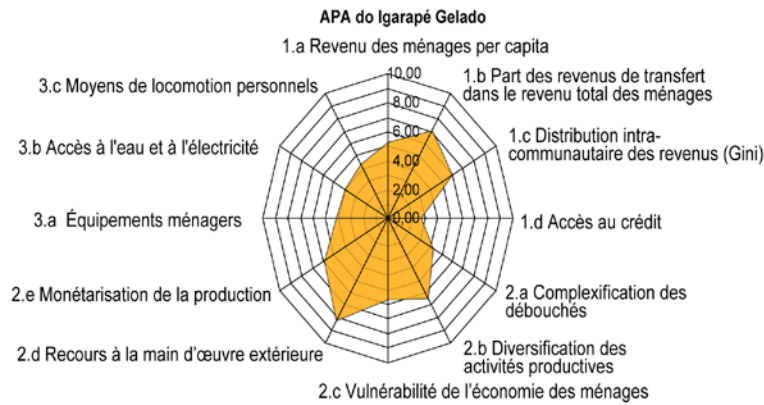 APA do Igarapé Gelado
1.a Revenu des ménages per capita
10,00
8,00
6,00
4,00
2,00
0,00
1.b Part des revenus de transfert
dans le revenu total des ménages
1.c Distribution intra-
communautaire des revenus (Gini)
1.d Accès au crédit
2.a Complexification des
débouchés
2.b Diversification des
activités productives
2.c Vulnérabilité de l'économie des ménages
2.d Recours à la main d'œuvre extérieure
2.e Monétarisation de la production
3.a Équipements ménagers
3.b Accès à l'eau et à l'électricité
3.c Moyens de locomotion personnels